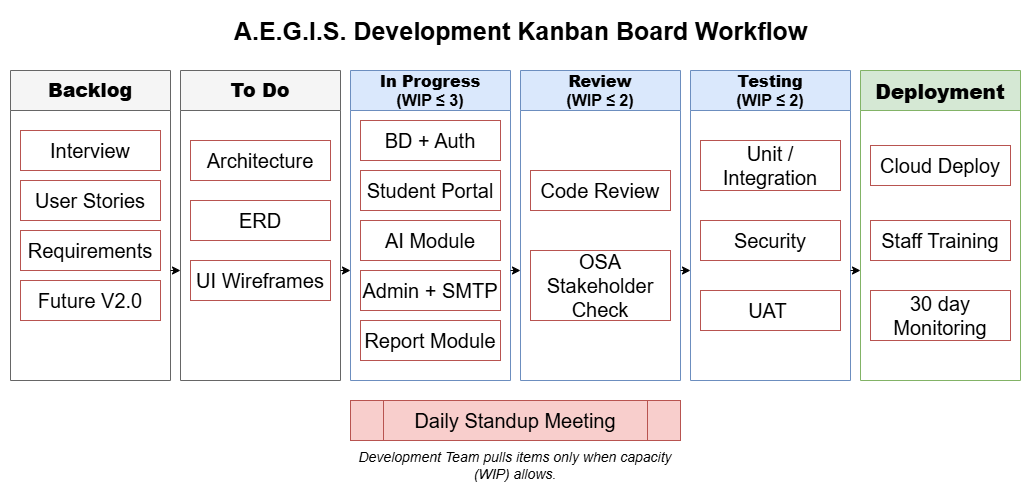 A.E.G.I.S. Development Kanban Board Workflow
Backlog
Interview
User Stories
Requirements
Future V2.0
To Do
Architecture
ERD
UI Wireframes
In Progress
(WIP ≤ 3)
BD + Auth
Student Portal
AI Module
Admin + SMTP
Report Module
Review
(WIP ≤ 2)
Code Review
OSA
Stakeholder
Check
Testing
(WIP ≤ 2)
Unit /
Integration
Security
UAT
Deployment
Cloud Deploy
Staff Training
30 day
Monitoring
Daily Standup Meeting
Development Team pulls items only when capacity
(WIP) allows.